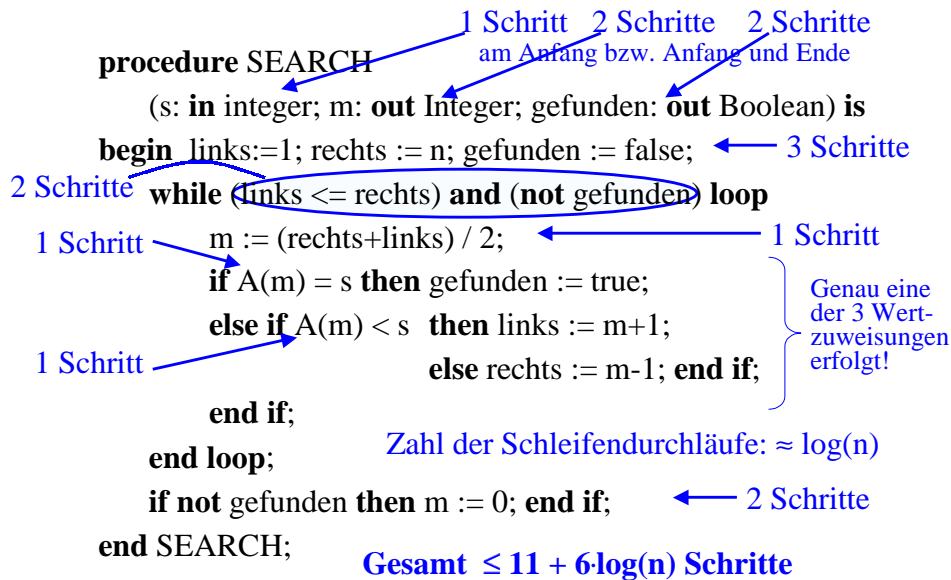 1 Schritt 2 Schritte 2 Schritte
am Anfang bzw. Anfang und Ende
procedure SEARCH
(s: in integer; m: out Integer; gefunden: out Boolean) is
begin links:=1; rechts := n; gefunden := false; 3 Schritte
2 Schritte while (links <= rechts) and (not gefunden) loop
1 Schritt m := (rechts+links) / 2; 1 Schritt
if A(m) = s then gefunden := true;
else if A(m) < s then links := m+1;
1 Schritt else rechts := m-1; end if;
Genau eine
der 3 Wert-
zuweisungen
erfolgt!
end if;
Zahl der Schleifendurchläufe: ≈ log(n)
end loop;
if not gefunden then m := 0; end if; 2 Schritte
end SEARCH;
Gesamt ≤ 11 + 6·log(n) Schritte